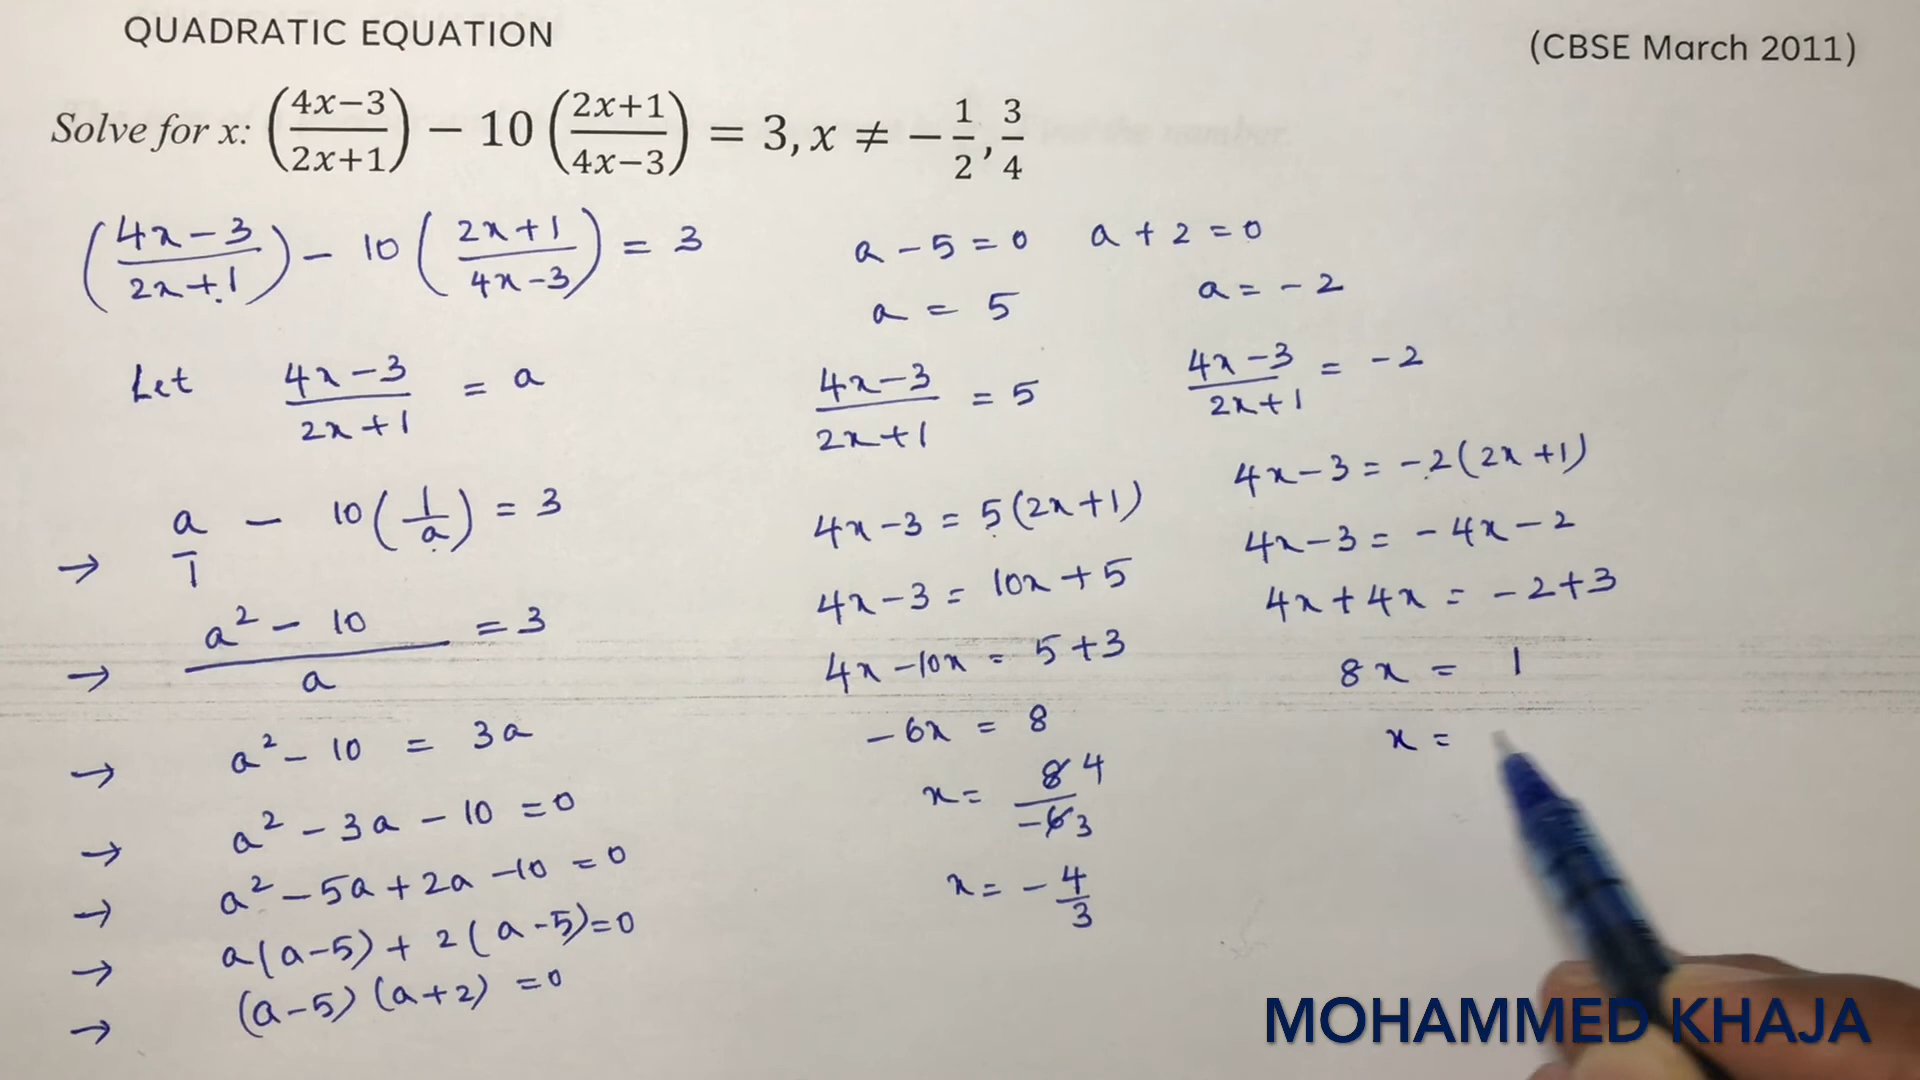 QUADRATIC EQUATION
(CBSE March 2011)
Solve for x: ((4x−3)/(2x+1)) − 10 ((2x+1)/(4x−3)) = 3, x ≠ −1/2, 3/4
((4x−3)/(2x+1)) − 10 ((2x+1)/(4x−3)) = 3
Let (4x−3)/(2x+1) = a
→ a/1 − 10(1/a) = 3
→ (a² − 10)/a = 3
→ a² − 10 = 3a
→ a² − 3a − 10 = 0
→ a² − 5a + 2a − 10 = 0
→ a(a−5) + 2(a−5) = 0
→ (a−5) (a+2) = 0
a − 5 = 0
a = 5
(4x−3)/(2x+1) = 5
4x−3 = 5(2x+1)
4x−3 = 10x+5
4x−10x = 5+3
−6x = 8
x = 8 4/−6 3
x = −4/3
a + 2 = 0
a = −2
(4x−3)/(2x+1) = −2
4x−3 = −2(2x+1)
4x−3 = −4x−2
4x+4x = −2+3
8x = 1
x =
MOHAMMED KHAJA